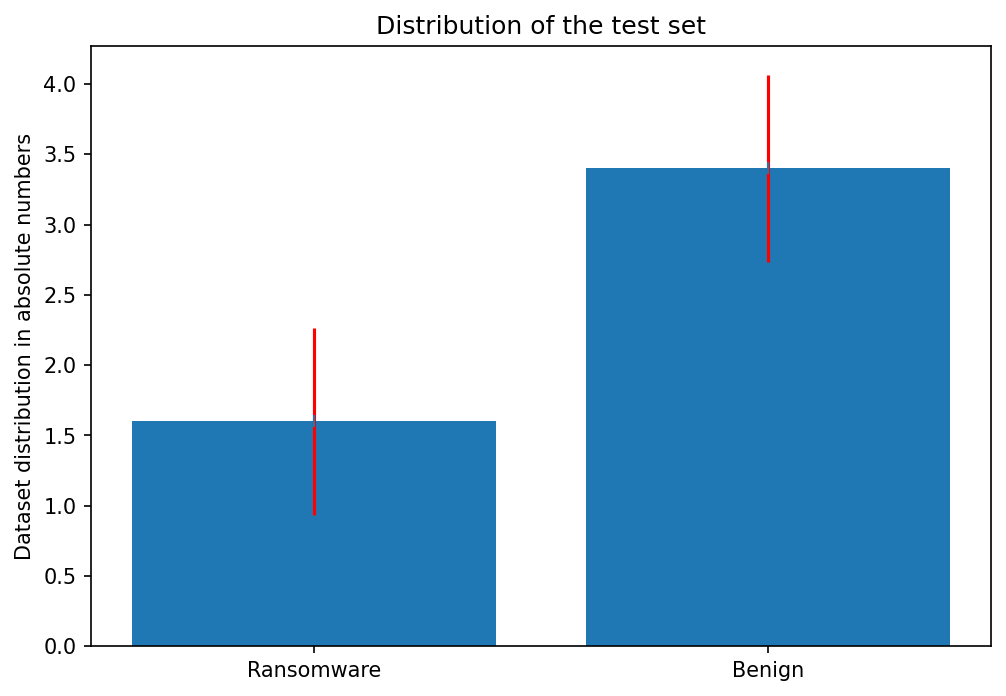 Distribution of the test set
Dataset distribution in absolute numbers
4.0
3.5
3.0
2.5
2.0
1.5
1.0
0.5
0.0
Ransomware
Benign